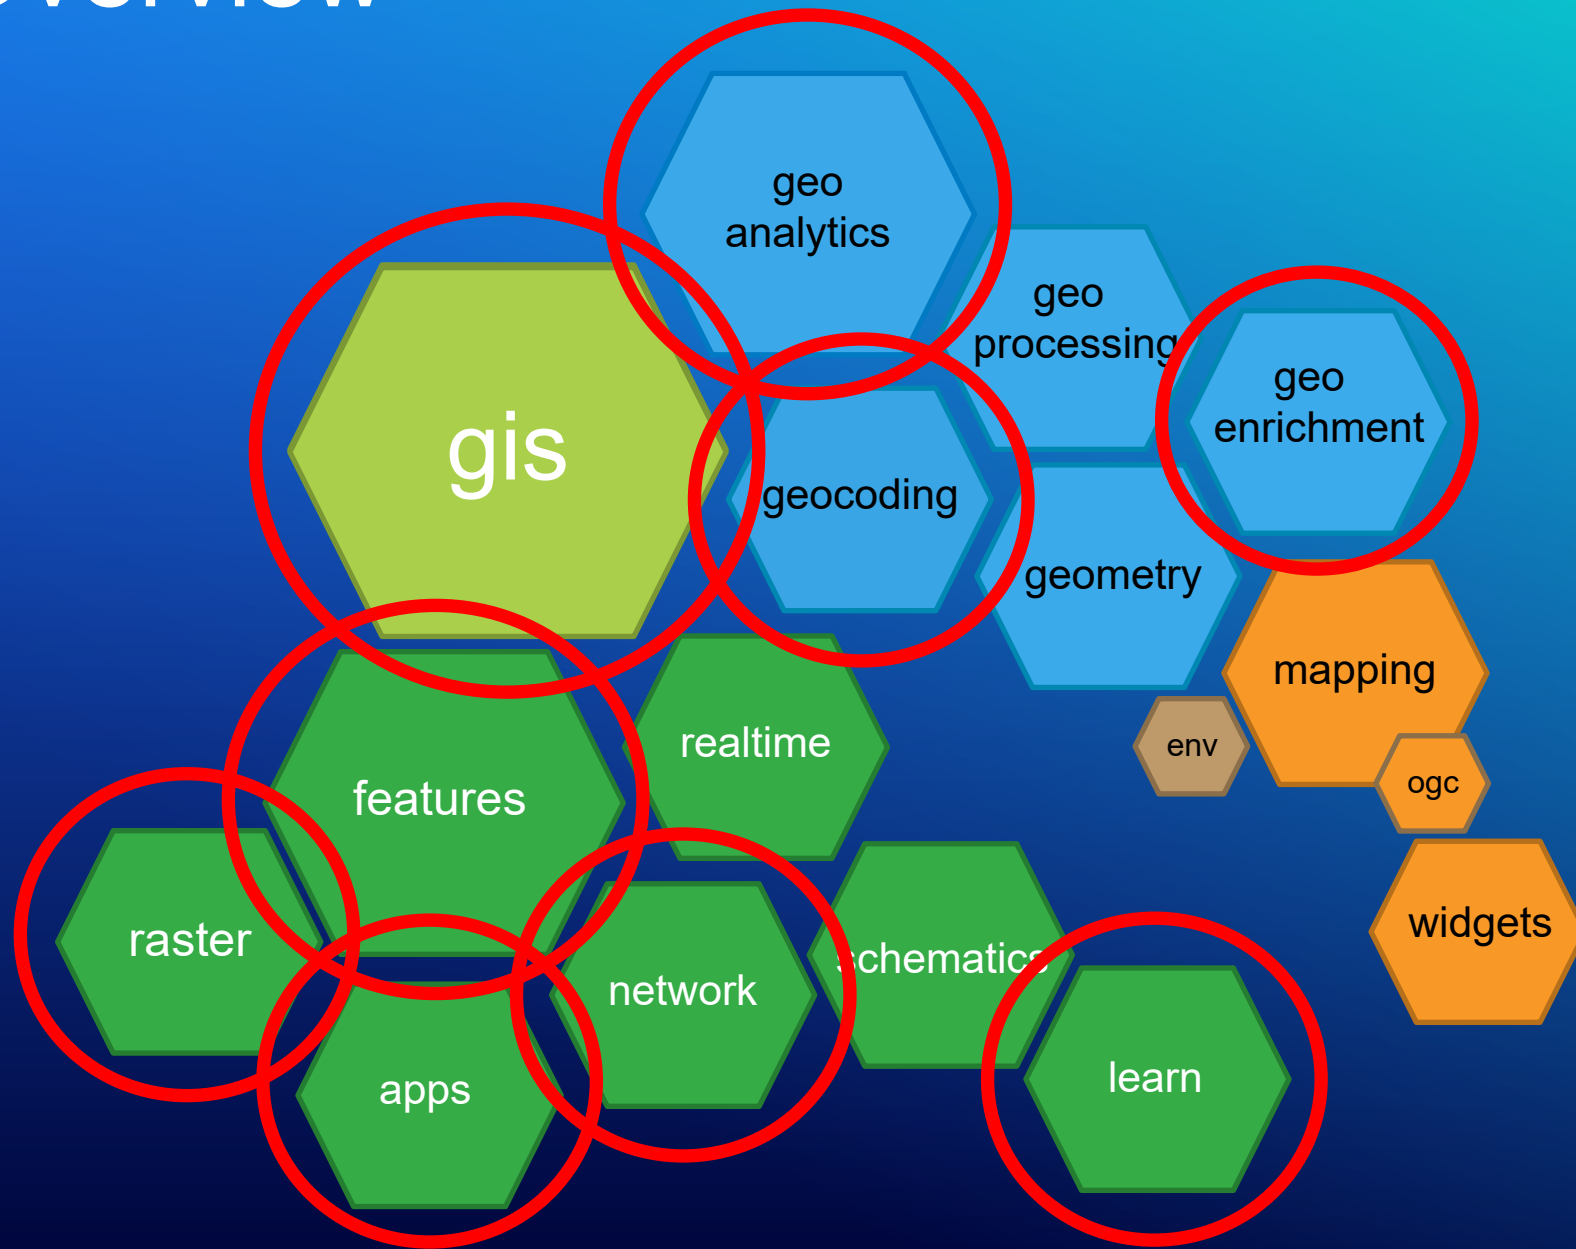 geo
analytics
geo
processing
geo
enrichment
gis
geocoding
geometry
mapping
env
ogc
realtime
features
widgets
raster
network
schematics
apps
learn